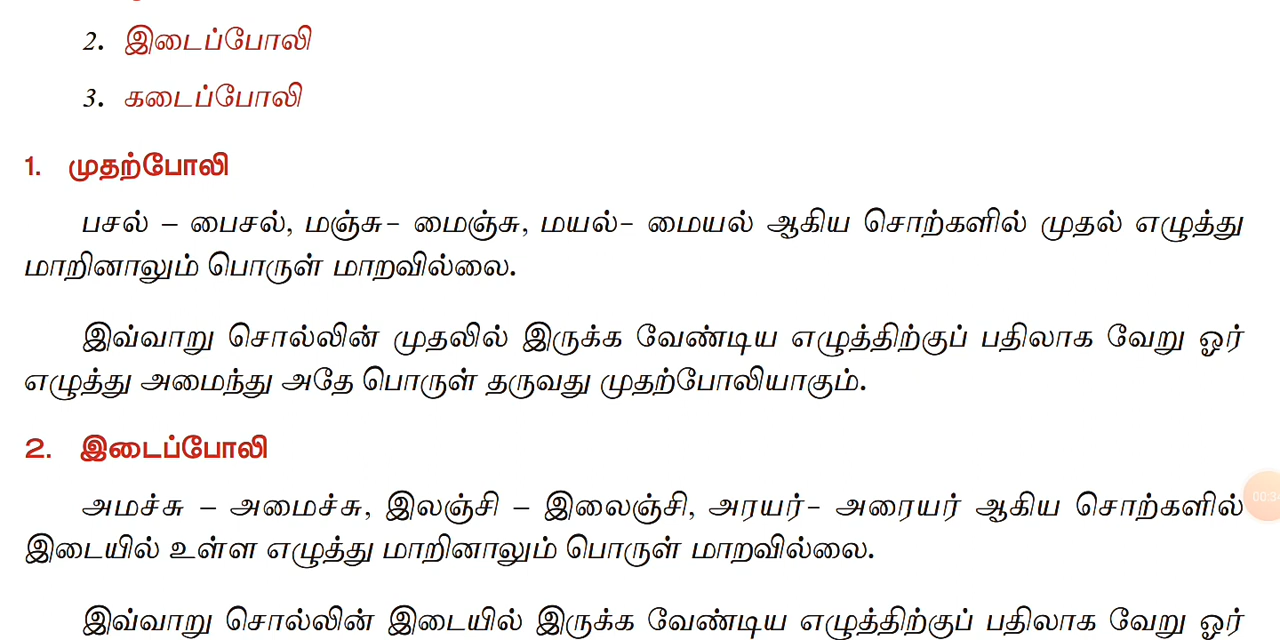 2. இடைப்போலி
3. கடைப்போலி
1. முதற்போலி
பசல் – பைசல், மஞ்சு- மைஞ்சு, மயல்- மையல் ஆகிய சொற்களில் முதல் எழுத்து
மாறினாலும் பொருள் மாறவில்லை.
இவ்வாறு சொல்லின் முதலில் இருக்க வேண்டிய எழுத்திற்குப் பதிலாக வேறு ஓர்
எழுத்து அமைந்து அதே பொருள் தருவது முதற்போலியாகும்.
2. இடைப்போலி
அமச்சு – அமைச்சு, இலஞ்சி – இலைஞ்சி, அரயர்- அரையர் ஆகிய சொற்களில்
இடையில் உள்ள எழுத்து மாறினாலும் பொருள் மாறவில்லை.
இவ்வாறு சொல்லின் இடையில் இருக்க வேண்டிய எழுத்திற்குப் பதிலாக வேறு ஓர்